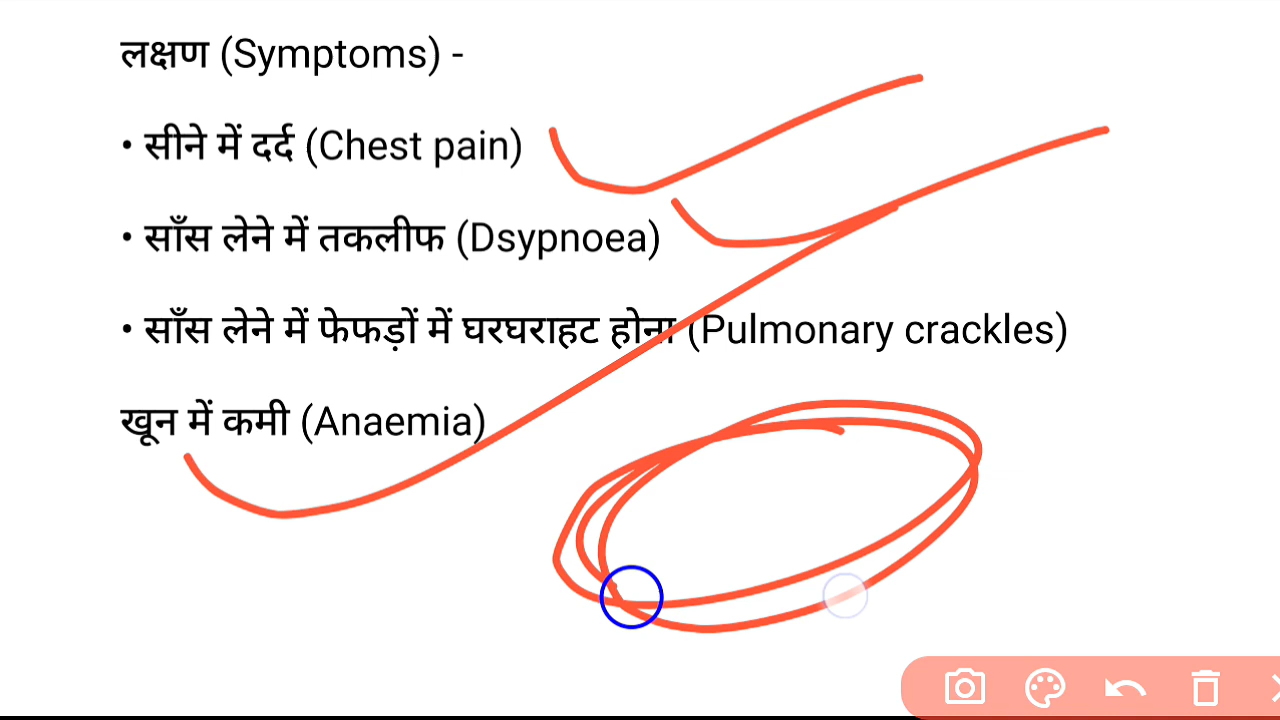 लक्षण (Symptoms) -
• सीने में दर्द (Chest pain)
• साँस लेने में तकलीफ (Dsypnoea)
• साँस लेने में फेफड़ों में घरघराहट होना (Pulmonary crackles)
खून में कमी (Anaemia)